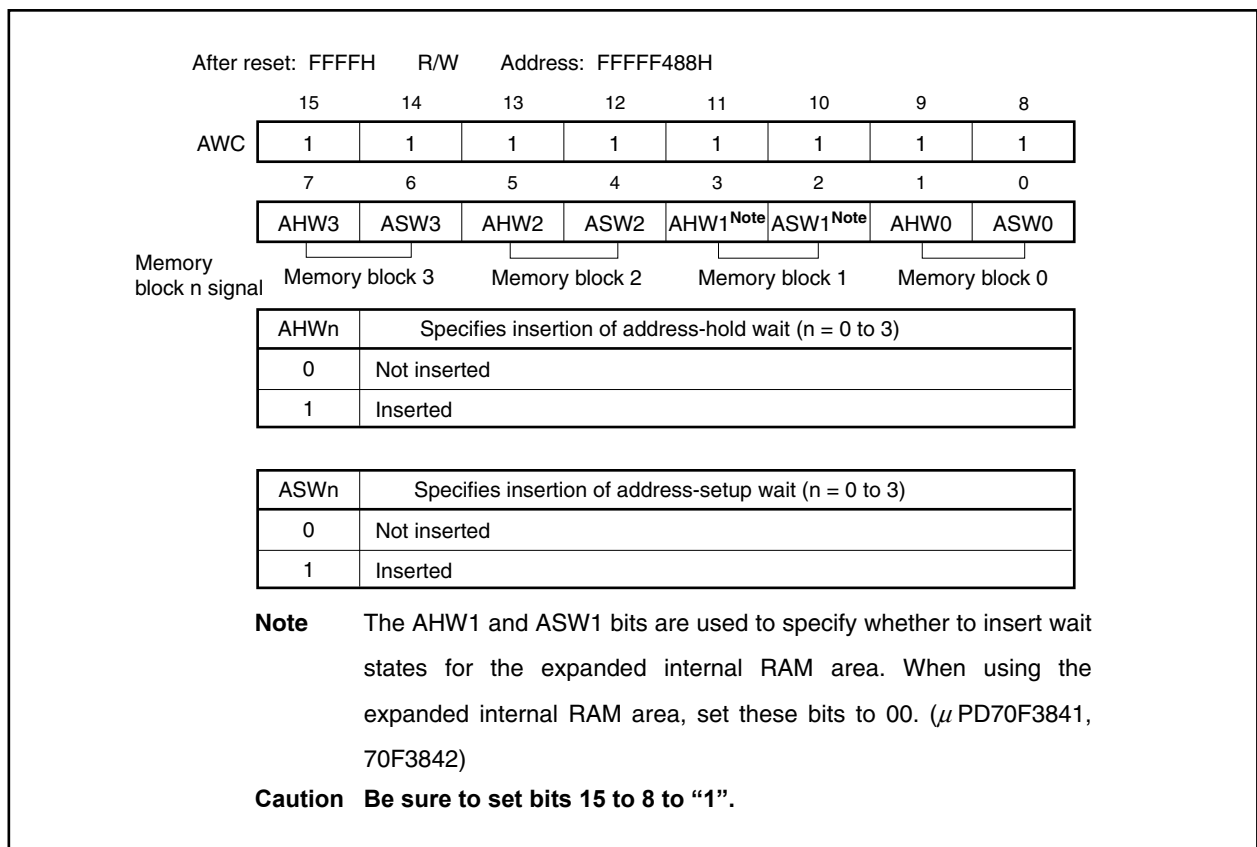 After reset: FFFFH R/W Address: FFFFF488H
15 14 13 12 11 10 9 8
AWC 1 1 1 1 1 1 1 1
7 6 5 4 3 2 1 0
AHW3 ASW3 AHW2 ASW2 AHW1Note ASW1Note AHW0 ASW0
Memory block n signal Memory block 3 Memory block 2 Memory block 1 Memory block 0
AHWn Specifies insertion of address-hold wait (n = 0 to 3)
0 Not inserted
1 Inserted
ASWn Specifies insertion of address-setup wait (n = 0 to 3)
0 Not inserted
1 Inserted
Note The AHW1 and ASW1 bits are used to specify whether to insert wait
states for the expanded internal RAM area. When using the
expanded internal RAM area, set these bits to 00. (μ PD70F3841,
70F3842)
Caution Be sure to set bits 15 to 8 to “1”.